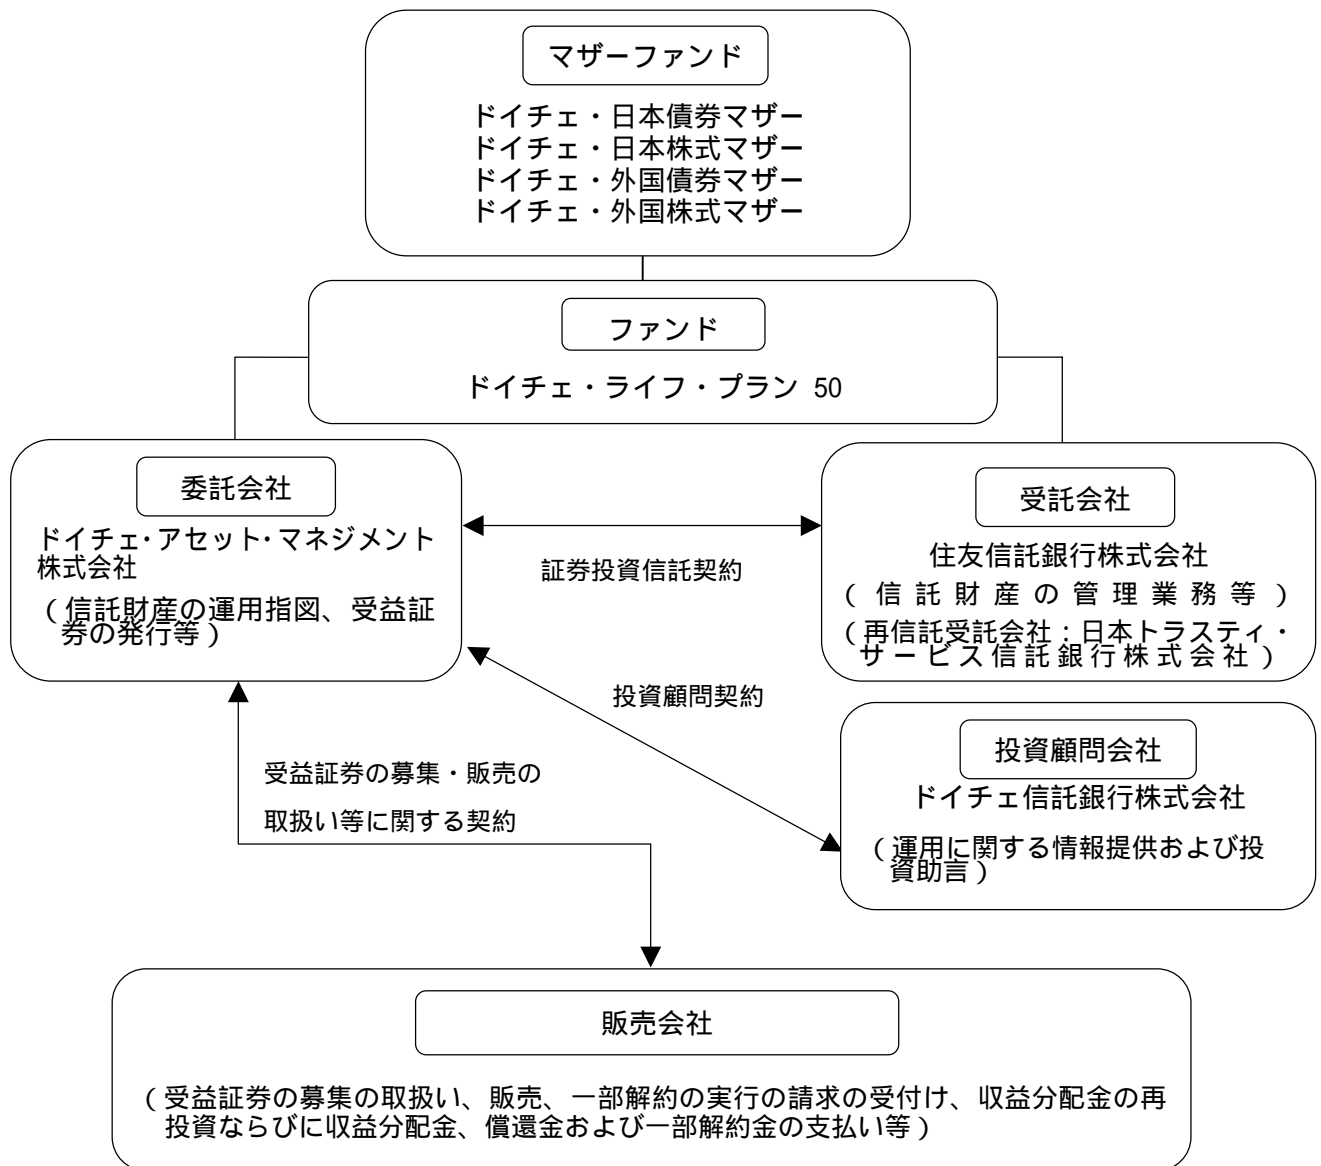 マザーファンド
ドイチェ・日本債券マザー
ドイチェ・日本株式マザー
ドイチェ・外国債券マザー
ドイチェ・外国株式マザー
ファンド
ドイチェ・ライフ・プラン 50
委託会社
ドイチェ・アセット・マネジメント
株式会社
(信託財産の運用指図、受益証
券の発行等)
証券投資信託契約
受託会社
住友信託銀行株式会社
(信託財産の管理業務等)
(再信託受託会社:日本トラスティ・
サービス信託銀行株式会社)
投資顧問契約
投資顧問会社
ドイチェ信託銀行株式会社
(運用に関する情報提供および投
資助言)
受益証券の募集・販売の
取扱い等に関する契約
販売会社
(受益証券の募集の取扱い、販売、一部解約の実行の請求の受付け、収益分配金の再
投資ならびに収益分配金、償還金および一部解約金の支払い等)